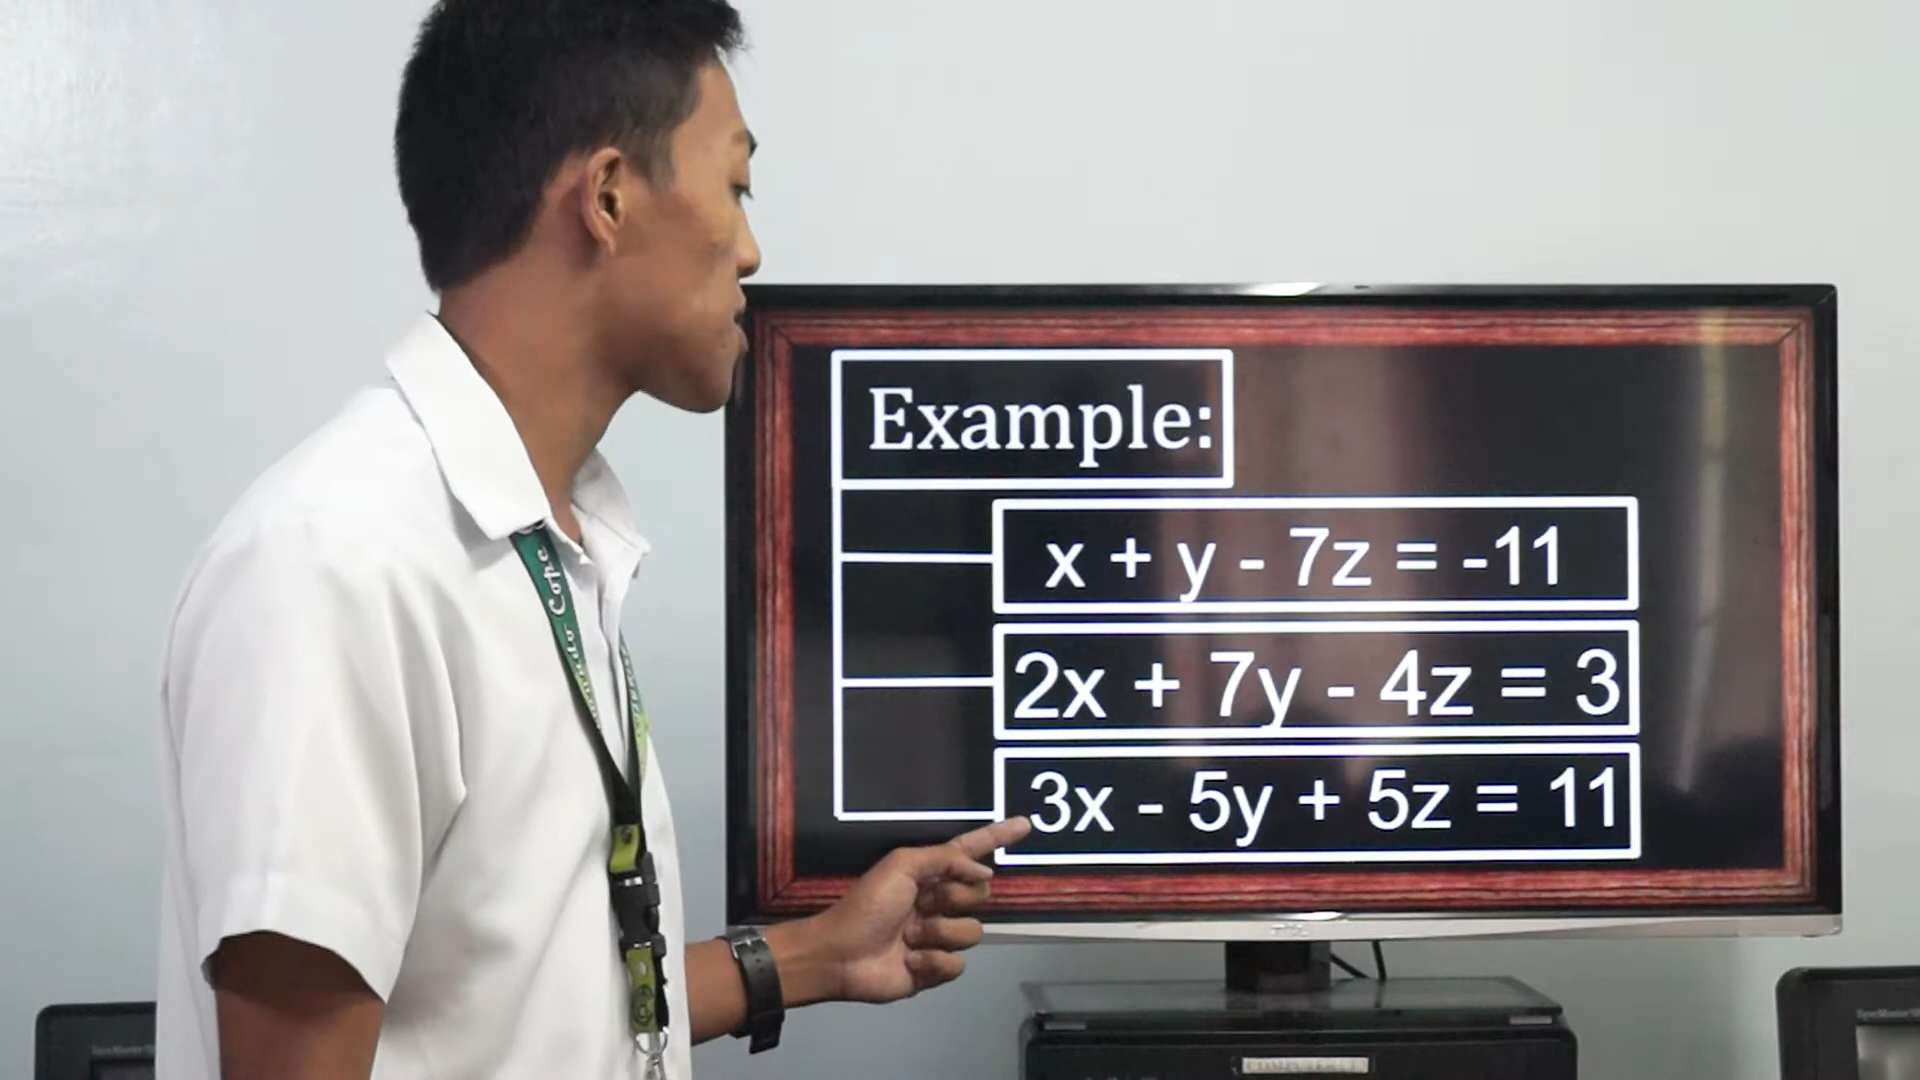 Example:
x + y - 7z = -11
2x + 7y - 4z = 3
3x - 5y + 5z = 11